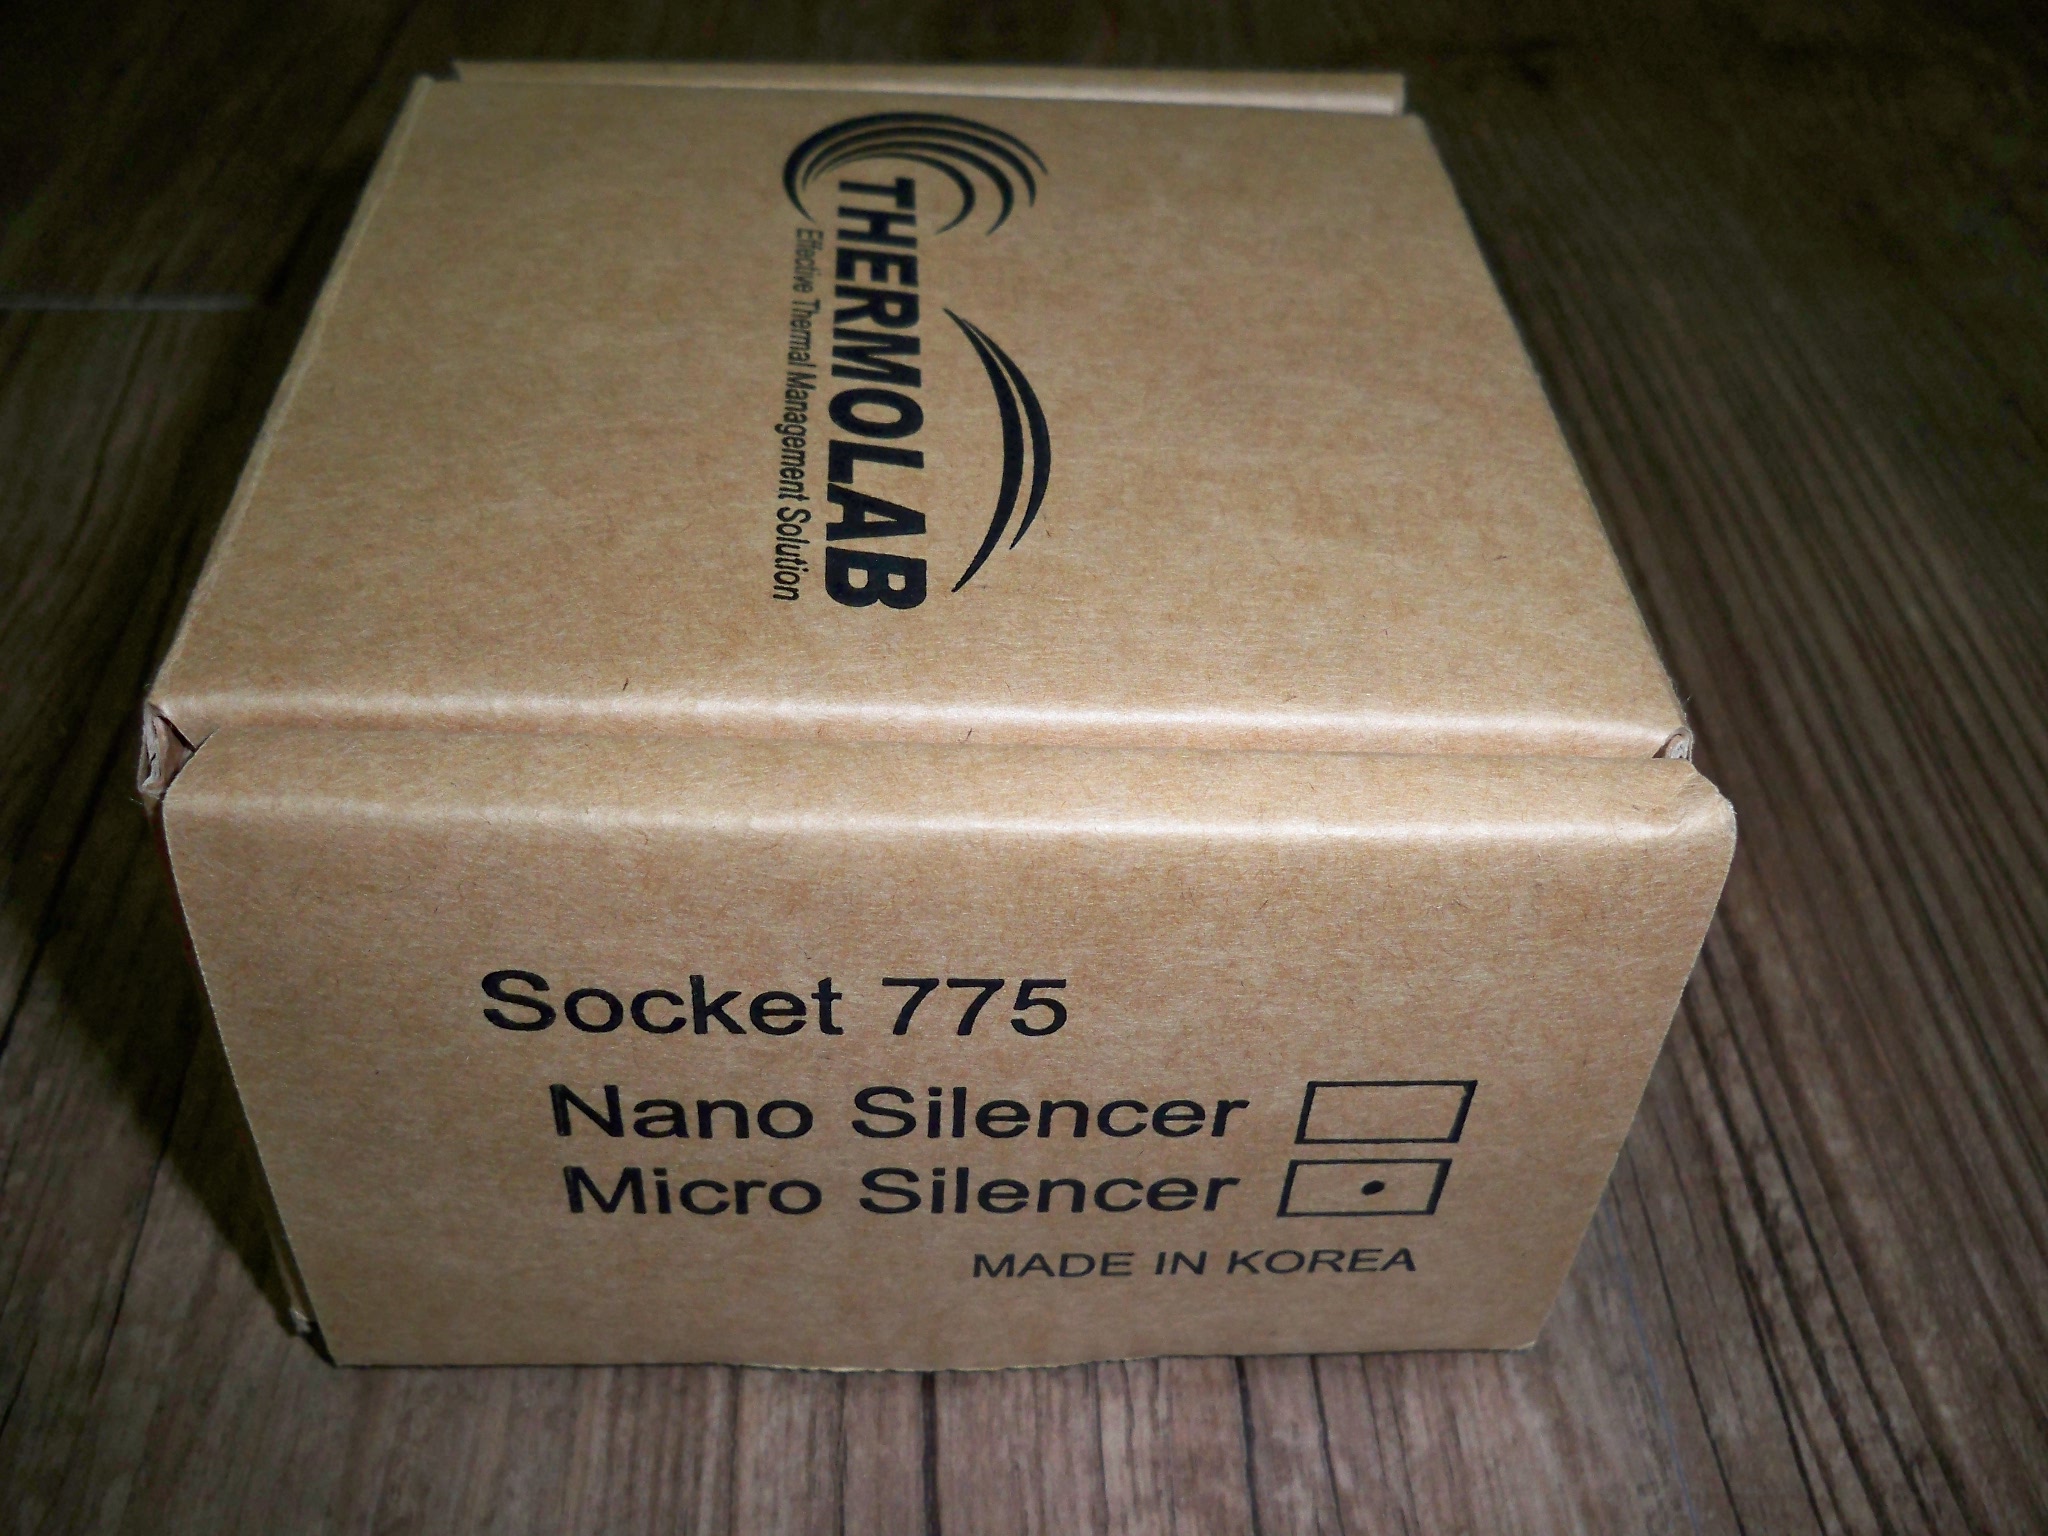 THERMOLAB
Effective Thermal Management Solution
Socket 775
Nano Silencer
Micro Silencer
MADE IN KOREA